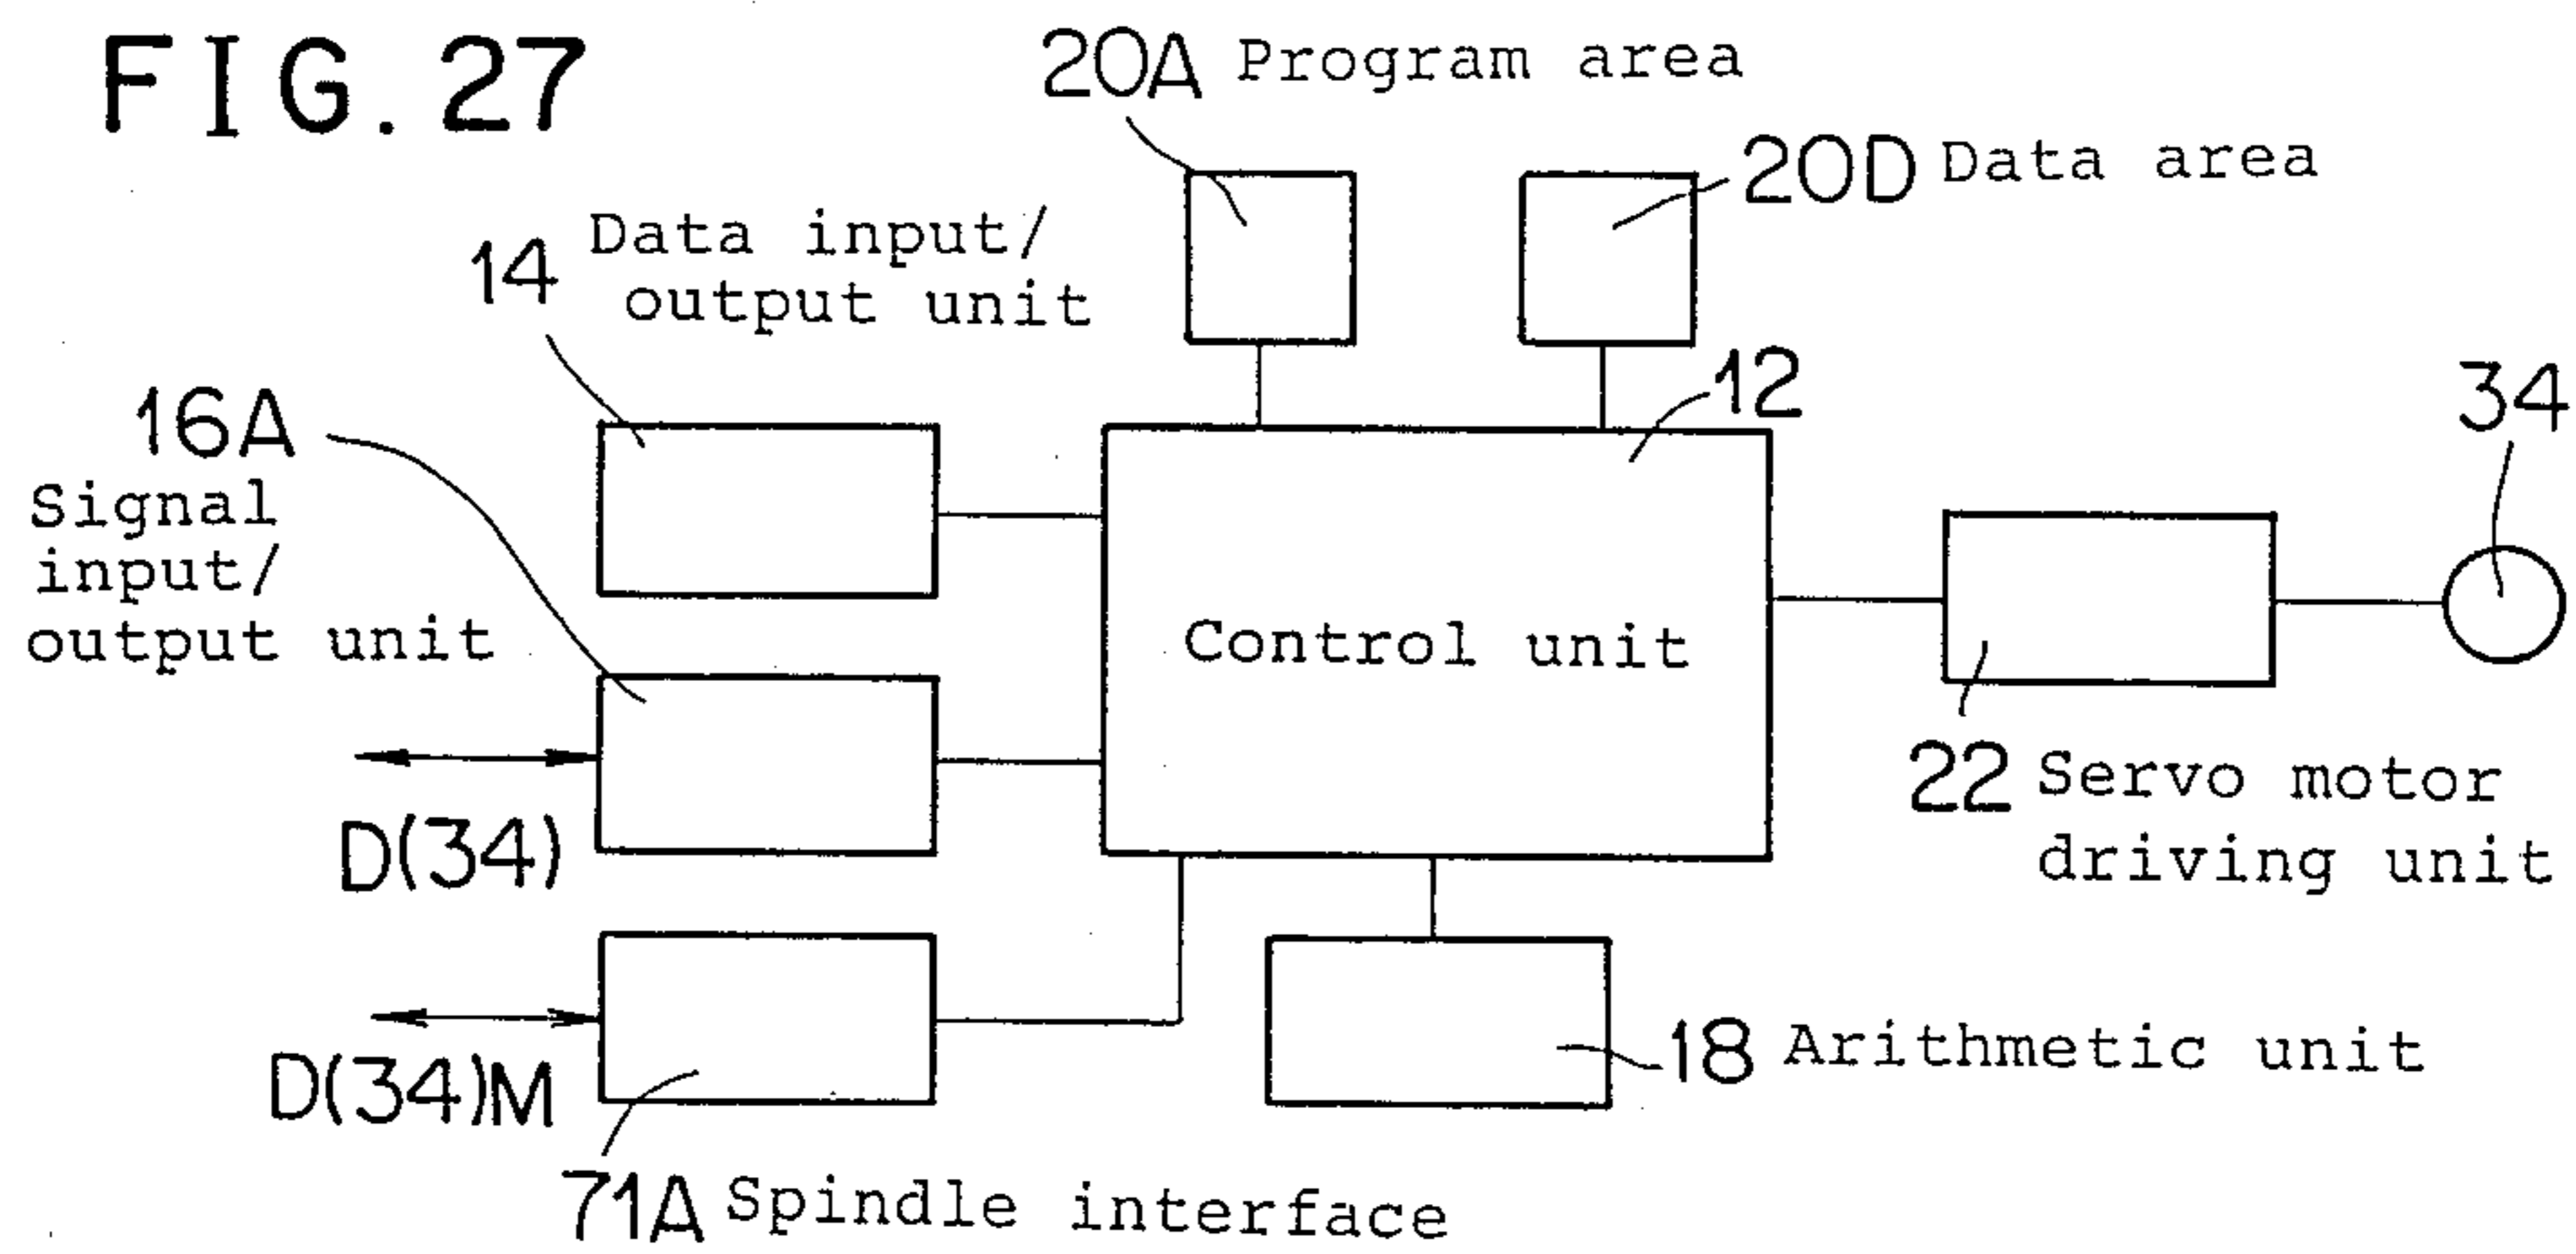 FIG. 27
20A Program area
20D Data area
14 Data input/
output unit
12
34
16A
Signal
input/
output unit
Control unit
22 Servo motor
driving unit
D(34)
D(34)M
18 Arithmetic unit
71A Spindle interface